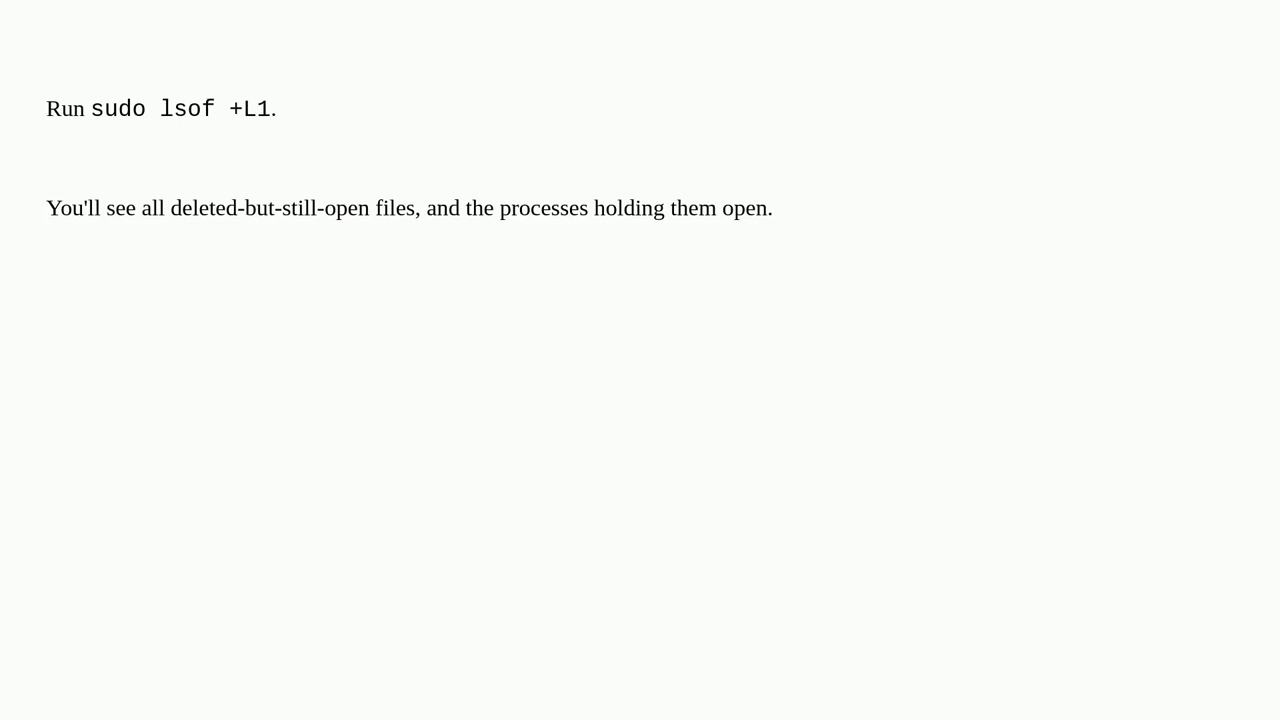 Run sudo lsof +L1.
You'll see all deleted-but-still-open files, and the processes holding them open.